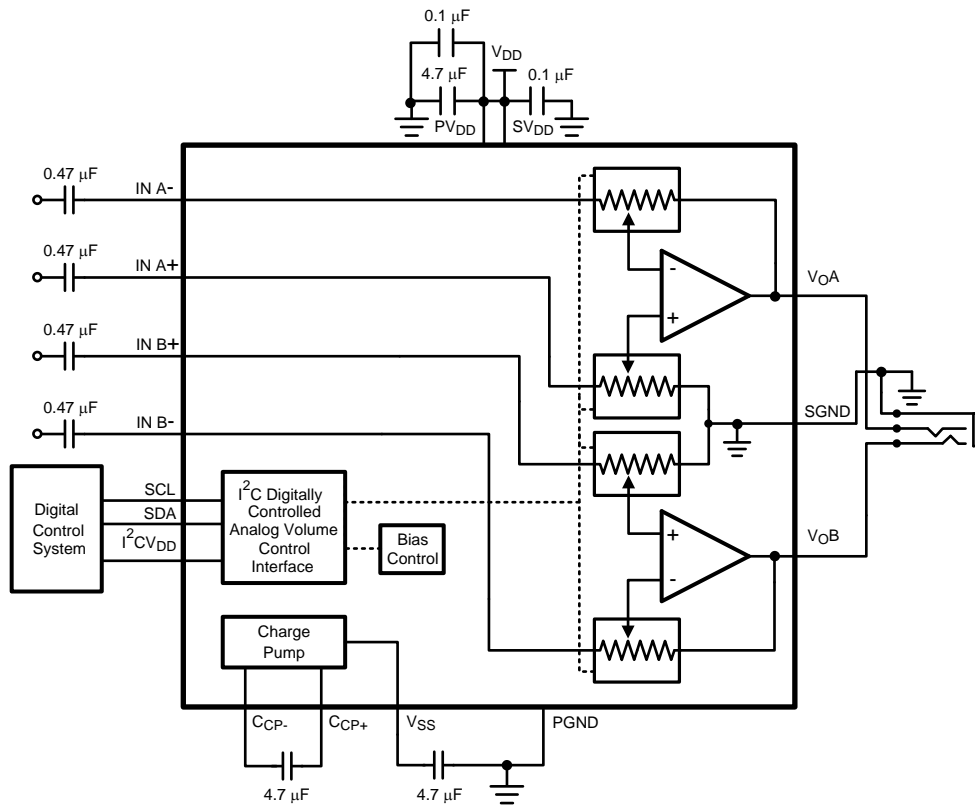 0.1 μF
V_DD
4.7 μF
0.1 μF
PV_DD
SV_DD
0.47 μF
IN A-
0.47 μF
IN A+
0.47 μF
IN B+
0.47 μF
IN B-
-
+
V_OA
SGND
+
-
V_OB
Digital
Control
System
SCL
SDA
I²CV_DD
I²C Digitally
Controlled
Analog Volume
Control
Interface
Bias
Control
Charge
Pump
C_CP-
C_CP+
V_SS
PGND
4.7 μF
4.7 μF